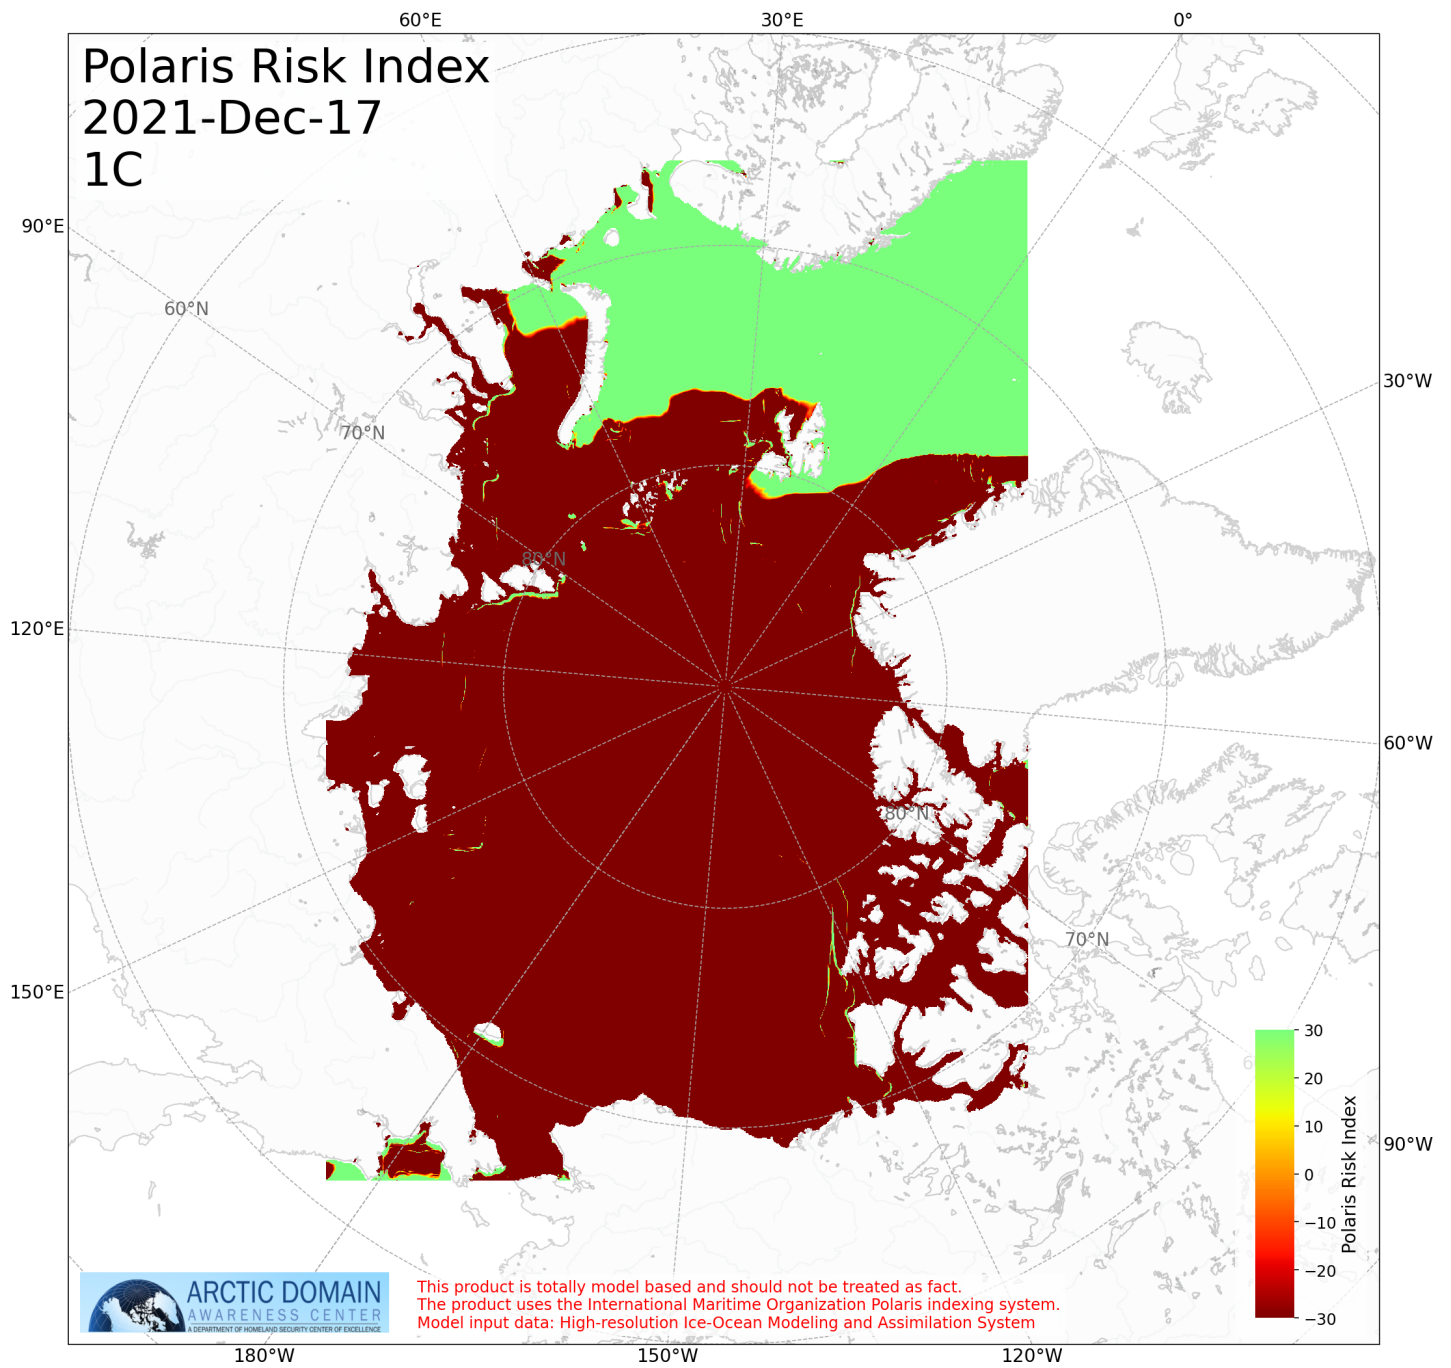 60°E
30°E
0°
Polaris Risk Index
2021-Dec-17
1C
90°E
60°N
30°W
70°N
80°N
120°E
60°W
80°N
70°N
150°E
30
20
10
0
−10
−20
−30
Polaris Risk Index
90°W
ARCTIC DOMAIN
AWARENESS CENTER
A DEPARTMENT OF HOMELAND SECURITY CENTER OF EXCELLENCE
This product is totally model based and should not be treated as fact.
The product uses the International Maritime Organization Polaris indexing system.
Model input data: High-resolution Ice-Ocean Modeling and Assimilation System
180°W
150°W
120°W